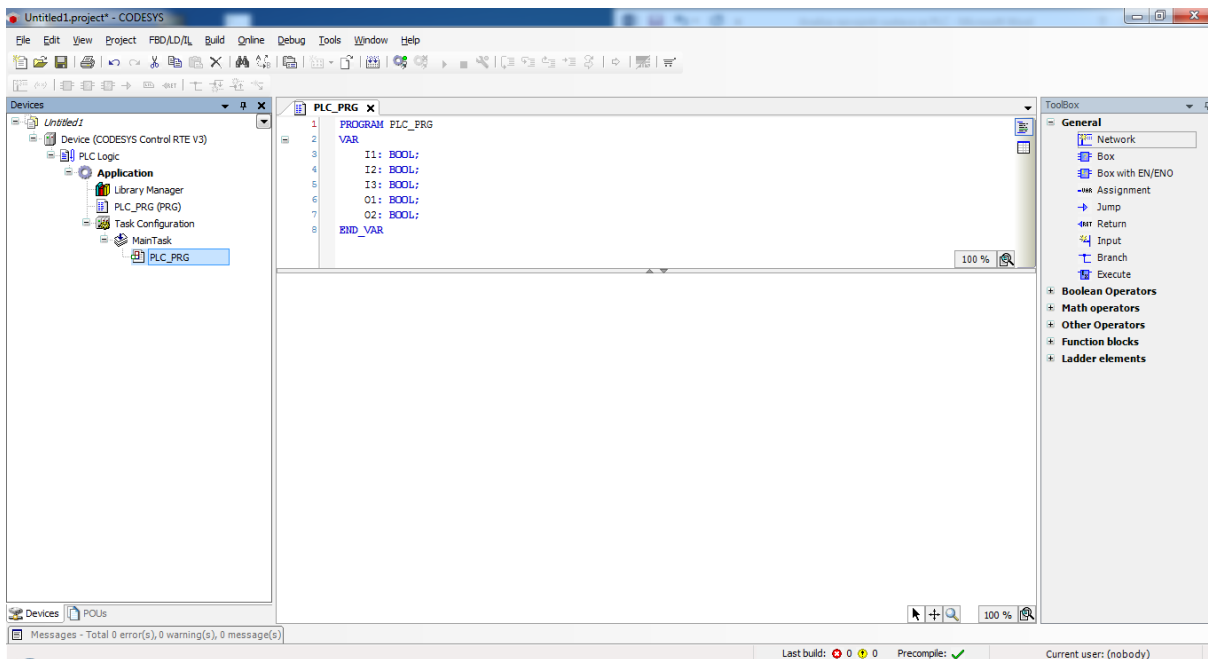 Untitled1.project* - CODESYS
File Edit View Project FBD/LD/IL Build Online Debug Tools Window Help
Devices
Untitled1
Device (CODESYS Control RTE V3)
PLC Logic
Application
Library Manager
PLC_PRG (PRG)
Task Configuration
MainTask
PLC_PRG
Devices POUs
PLC_PRG X
1 PROGRAM PLC_PRG
2 VAR
3 I1: BOOL;
4 I2: BOOL;
5 I3: BOOL;
6 O1: BOOL;
7 O2: BOOL;
8 END_VAR
100 %
100 %
ToolBox
General
Network
Box
Box with EN/ENO
Assignment
Jump
Return
Input
Branch
Execute
Boolean Operators
Math operators
Other Operators
Function blocks
Ladder elements
Messages - Total 0 error(s), 0 warning(s), 0 message(s)
Last build: 0 0 Precompile: Current user: (nobody)